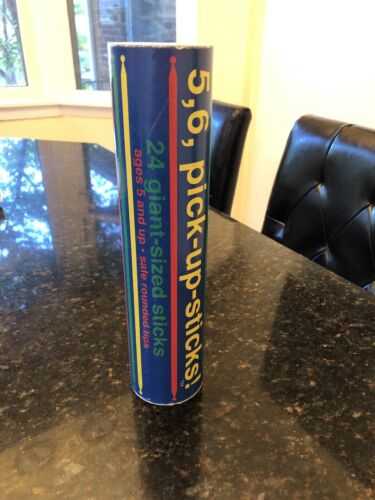 5, 6, pick-up-sticks!
24 giant-sized sticks
ages 5 and up • safe rounded tips